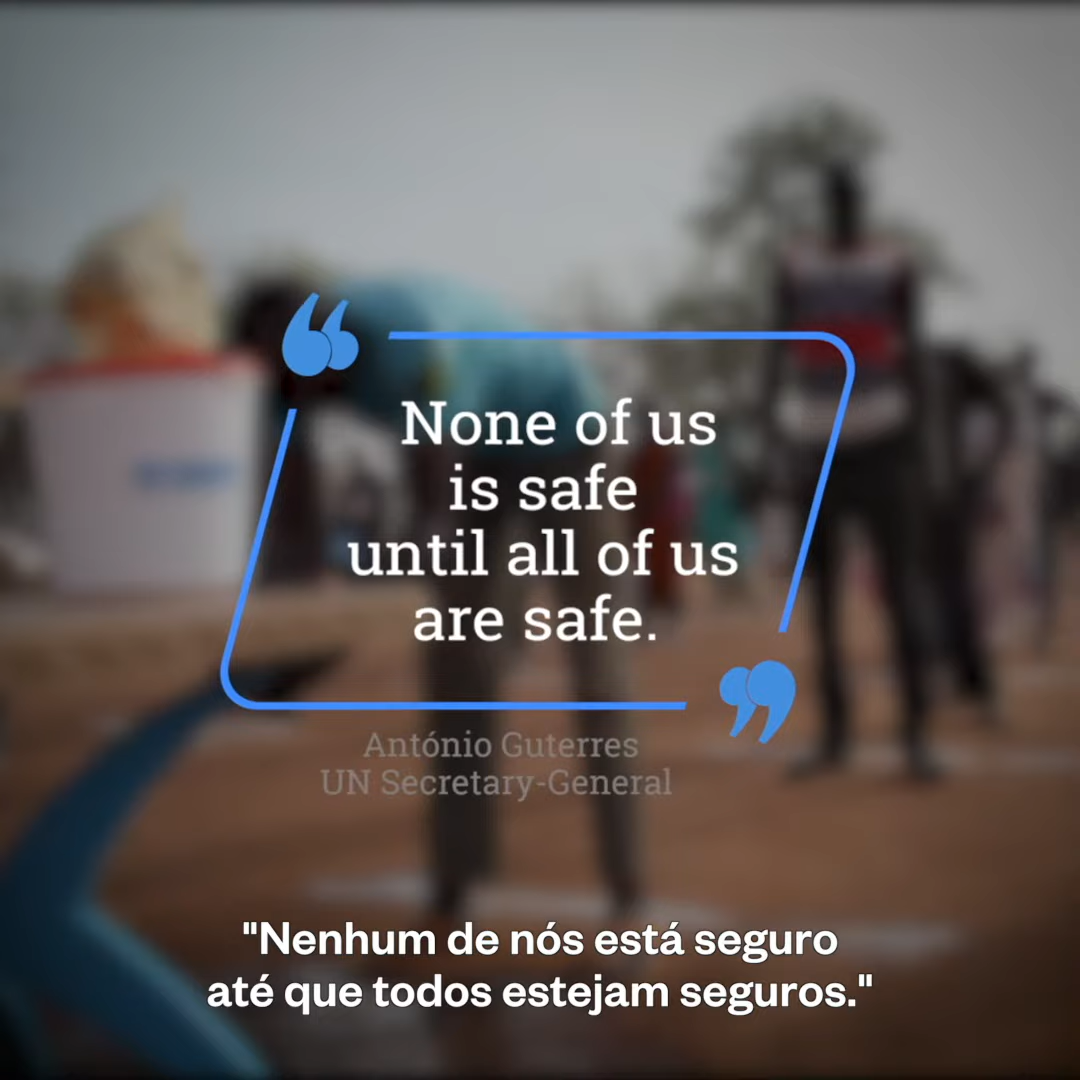 None of us
is safe
until all of us
are safe.
António Guterres
UN Secretary-General
"Nenhum de nós está seguro
até que todos estejam seguros."